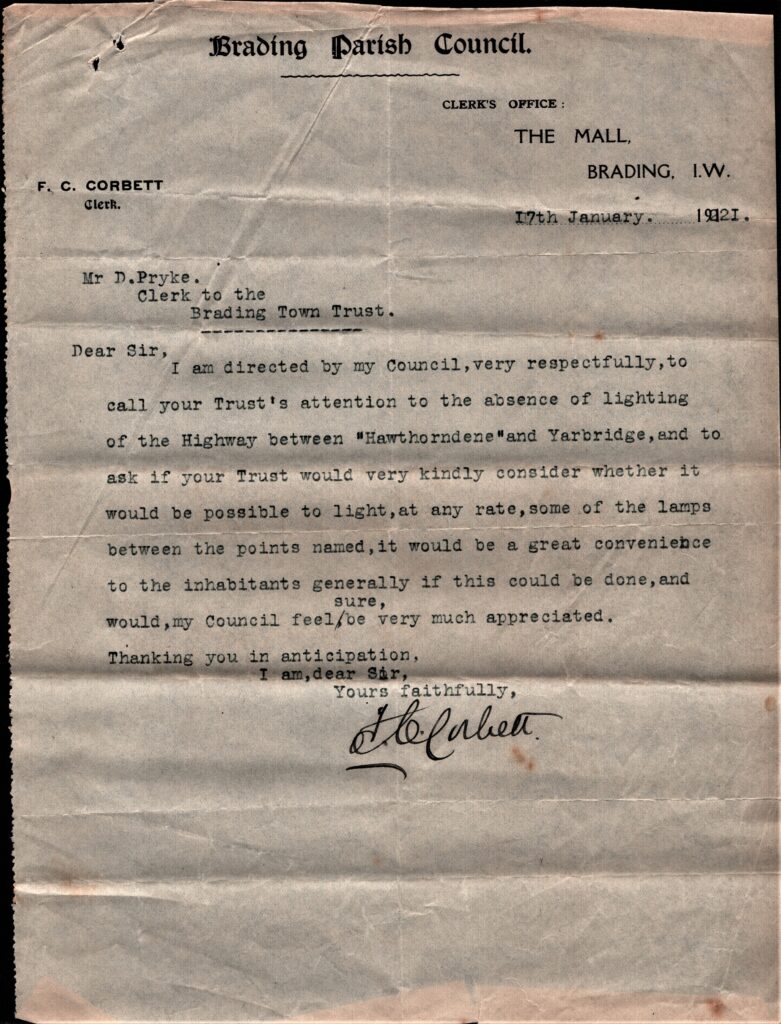 Brading Parish Council.
CLERK'S OFFICE:
THE MALL,
BRADING, I.W.
F. C. CORBETT
Clerk.
17th January. 1921.
Mr D.Pryke.
Clerk to the
Brading Town Trust.
Dear Sir,
I am directed by my Council,very respectfully,to
call your Trust's attention to the absence of lighting
of the Highway between "Hawthorndene"and Yarbridge,and to
ask if your Trust would very kindly consider whether it
would be possible to light,at any rate,some of the lamps
between the points named,it would be a great convenience
to the inhabitants generally if this could be done,and
sure,
would,my Council feel/be very much appreciated.
Thanking you in anticipation,
I am,dear Sir,
Yours faithfully,
F.C.Corbett.